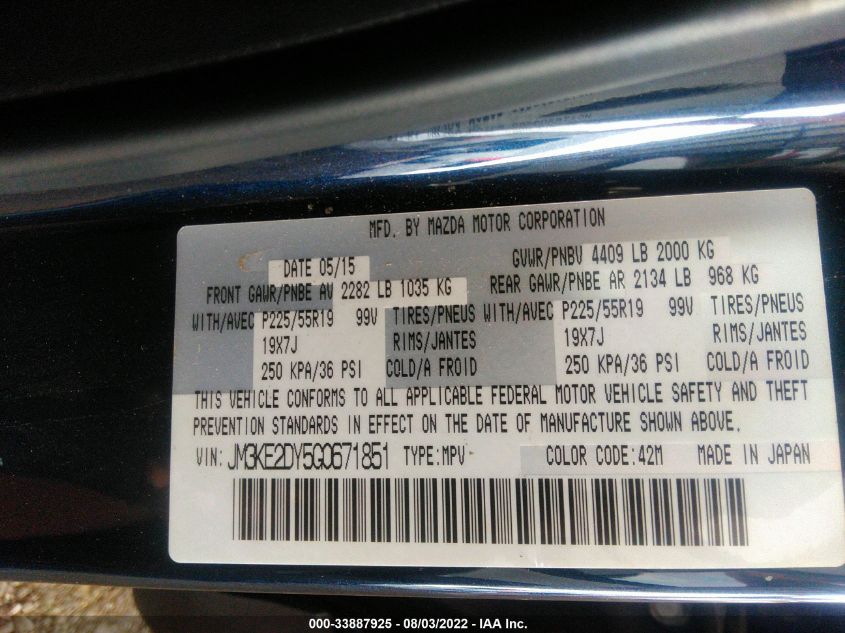 MFD. BY MAZDA MOTOR CORPORATION
DATE 05/15 GVWR/PNBV 4409 LB 2000 KG
FRONT GAWR/PNBE AV 2282 LB 1035 KG REAR GAWR/PNBE AR 2134 LB 968 KG
WITH/AVEC P225/55R19 99V TIRES/PNEUS WITH/AVEC P225/55R19 99V TIRES/PNEUS
19X7J RIMS/JANTES 19X7J RIMS/JANTES
250 KPA/36 PSI COLD/A FROID 250 KPA/36 PSI COLD/A FROID
THIS VEHICLE CONFORMS TO ALL APPLICABLE FEDERAL MOTOR VEHICLE SAFETY AND THEFT
PREVENTION STANDARDS IN EFFECT ON THE DATE OF MANUFACTURE SHOWN ABOVE.
VIN: JM3KE2DY5G0671851 TYPE:MPV COLOR CODE:42M MADE IN JAPAN
000-33887925 - 08/03/2022 - IAA Inc.